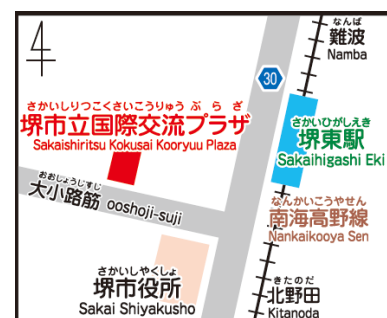 なんば
難波
Namba
30
さかいしりつこくさいこうりゅうぷらざ
堺市立国際交流プラザ
Sakaishiritsu Kokusai Kooryuu Plaza
さかいひがしえき
堺東駅
Sakaihigashi Eki
おおしょうじすじ
大小路筋 ooshoji-suji
なんかいこうやせん
南海高野線
Nankaikooya Sen
さかいしやくしょ
堺市役所
Sakai Shiyakusho
きたのだ
北野田
Kitanoda